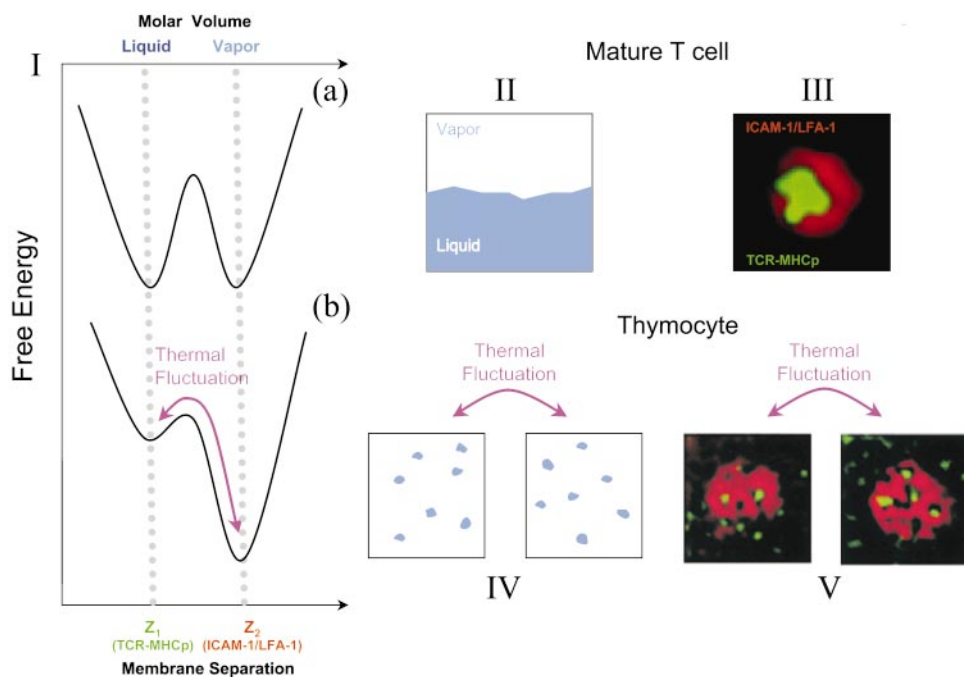 Molar Volume
Liquid Vapor
I
(a)
Free Energy
(b)
Thermal
Fluctuation
Z1 Z2
(TCR-MHCp) (ICAM-1/LFA-1)
Membrane Separation
Mature T cell
II III
Vapor
Liquid
ICAM-1/LFA-1
TCR-MHCp
Thymocyte
Thermal
Fluctuation
Thermal
Fluctuation
IV V